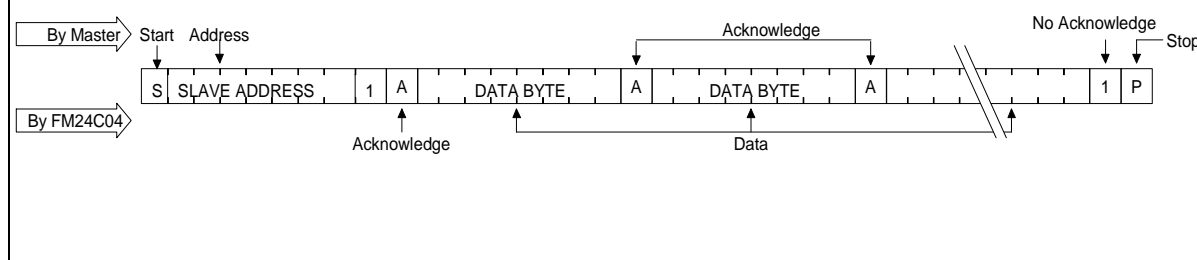 By Master Start Address Acknowledge No Acknowledge
Stop
S SLAVE ADDRESS 1 A DATA BYTE A DATA BYTE A 1 P
By FM24C04
Acknowledge Data